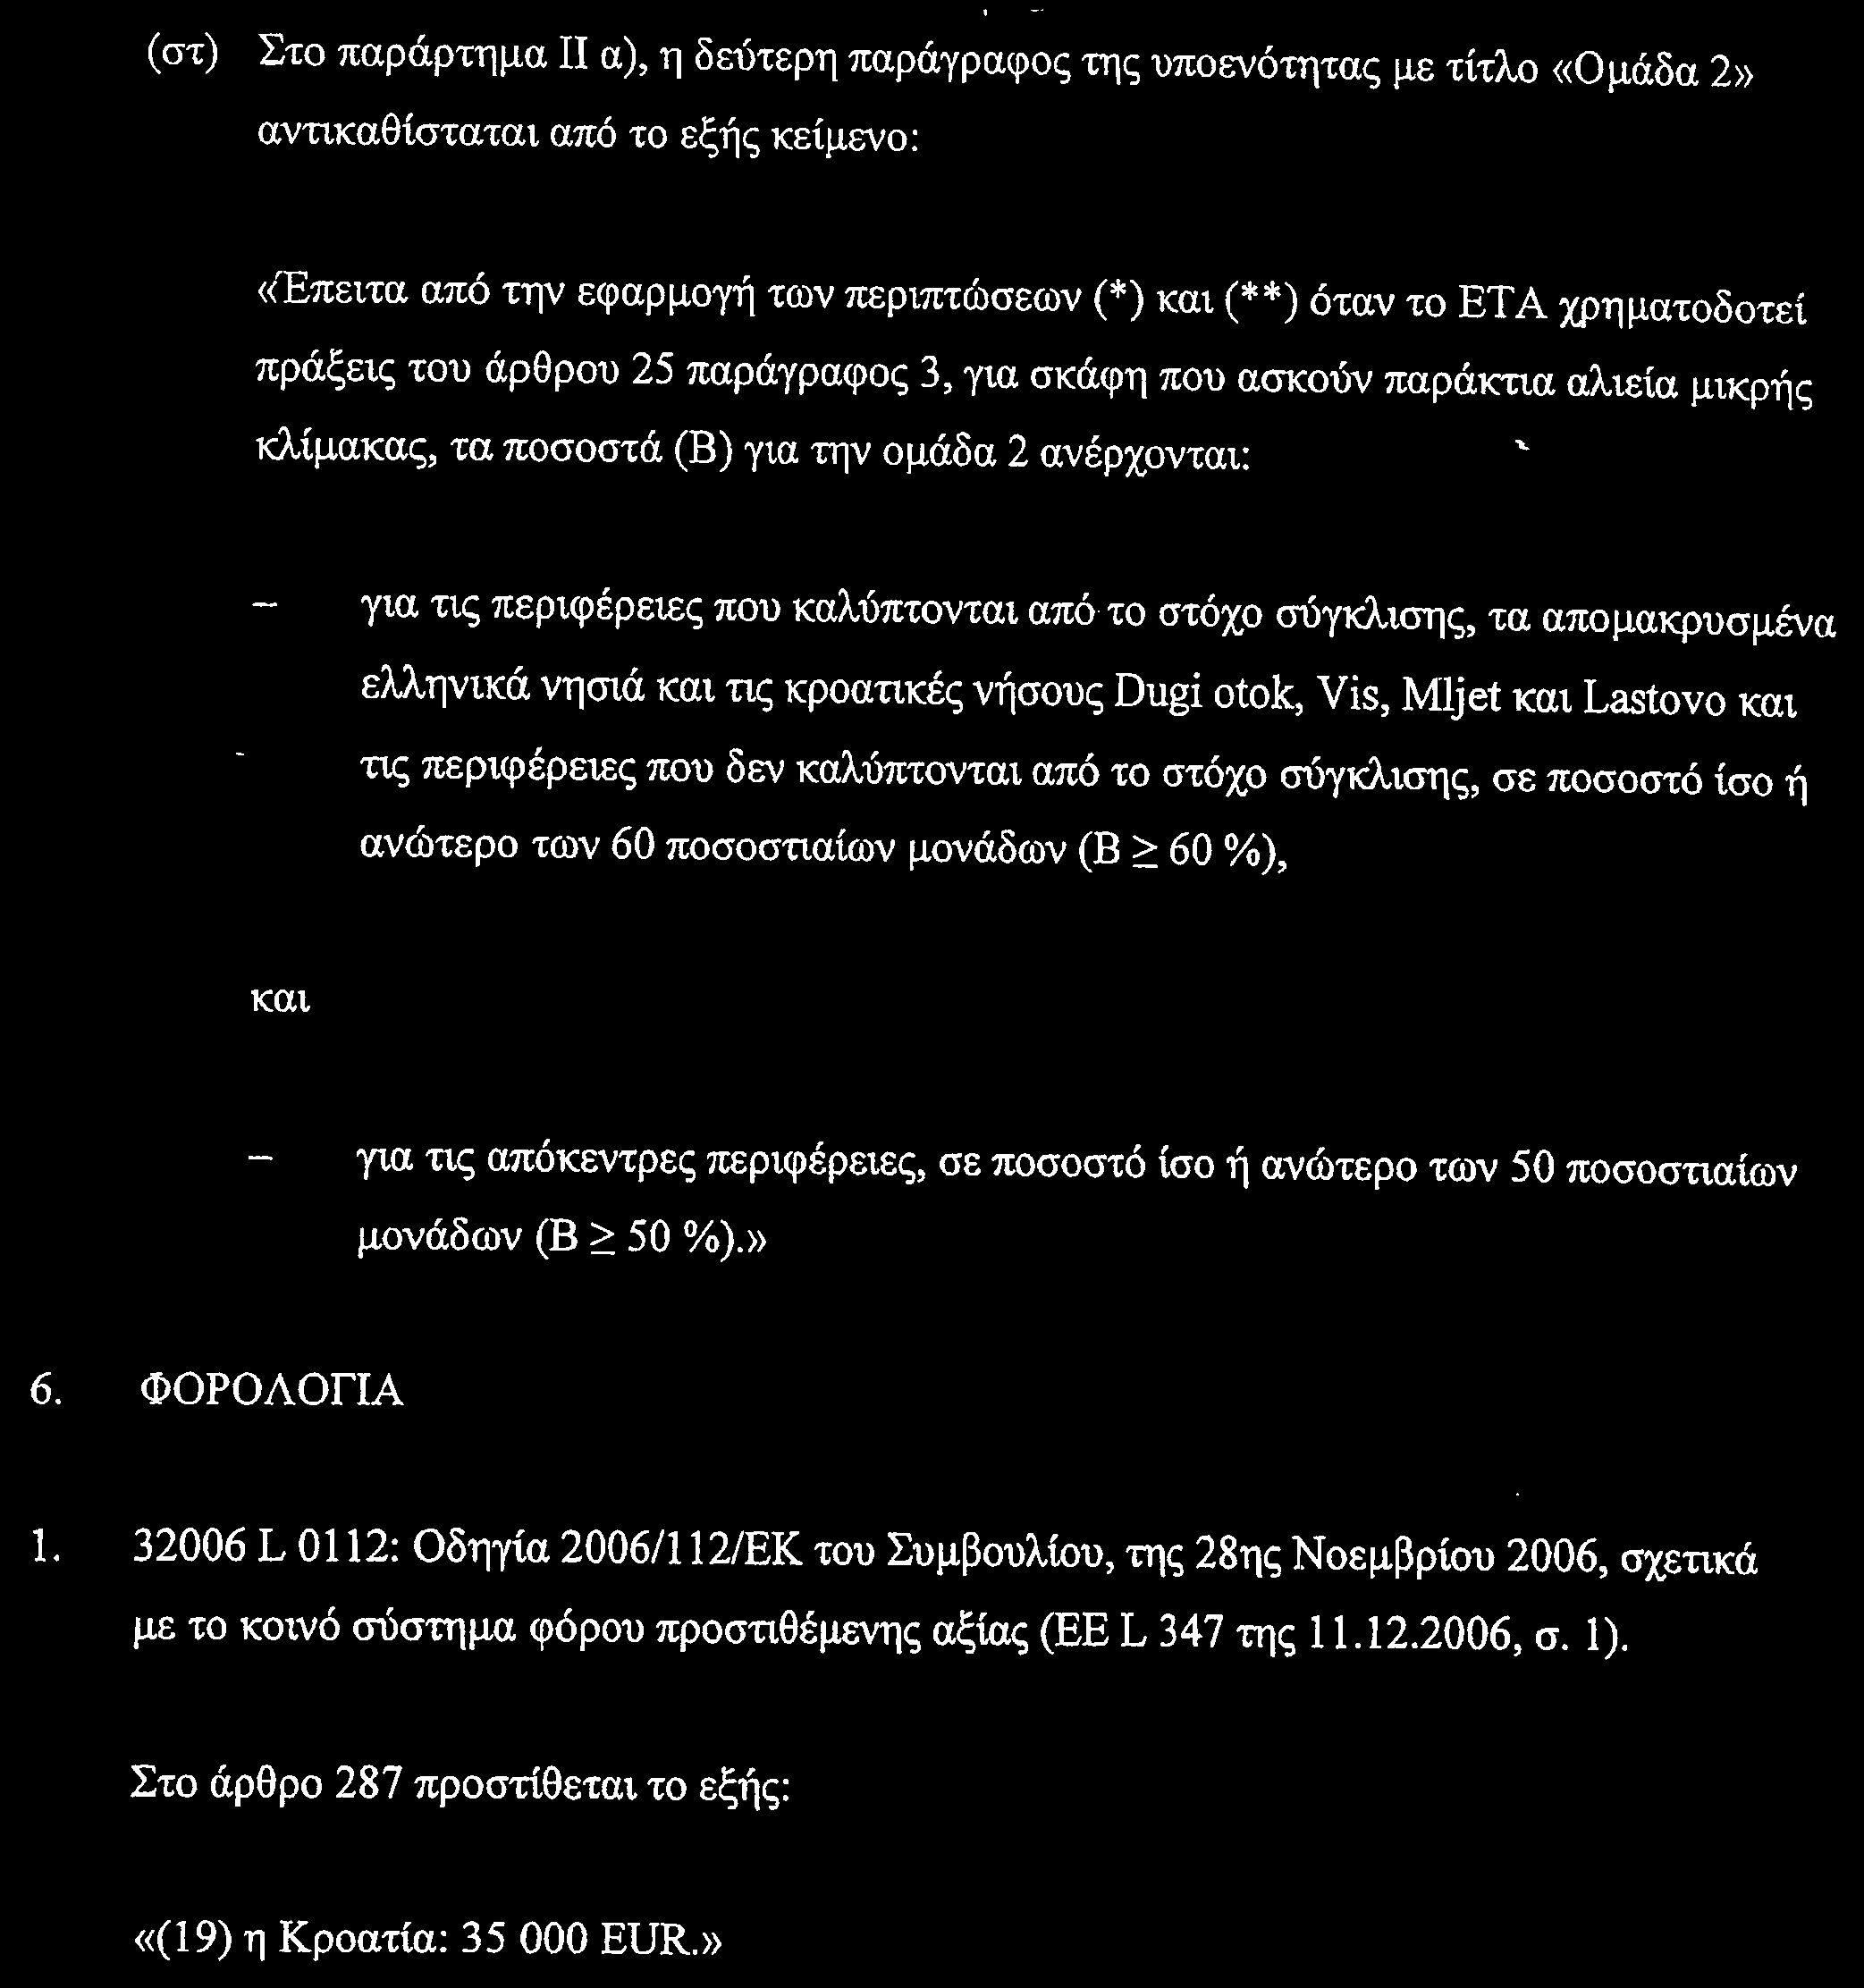 (στ) Στο παράρτημα ΙΙ α), η δεύτερη παράγραφος της υποενότητας με τίτλο «Ομάδα 2»
αντικαθίσταται από το εξής κείμενο:
«Έπειτα από την εφαρμογή των περιπτώσεων (*) και (**) όταν το ΕΤΑ χρηματοδοτεί
πράξεις του άρθρου 25 παράγραφος 3, για σκάφη που ασκούν παράκτια αλιεία μικρής
κλίμακας, τα ποσοστά (Β) για την ομάδα 2 ανέρχονται:
– για τις περιφέρειες που καλύπτονται από το στόχο σύγκλισης, τα απομακρυσμένα
ελληνικά νησιά και τις κροατικές νήσους Dugi otok, Vis, Mljet και Lastovo και
τις περιφέρειες που δεν καλύπτονται από το στόχο σύγκλισης, σε ποσοστό ίσο ή
ανώτερο των 60 ποσοστιαίων μονάδων (Β ≥ 60 %),
και
– για τις απόκεντρες περιφέρειες, σε ποσοστό ίσο ή ανώτερο των 50 ποσοστιαίων
μονάδων (Β ≥ 50 %).»
6. ΦΟΡΟΛΟΓΙΑ
1. 32006 L 0112: Οδηγία 2006/112/ΕΚ του Συμβουλίου, της 28ης Νοεμβρίου 2006, σχετικά
με το κοινό σύστημα φόρου προστιθέμενης αξίας (ΕΕ L 347 της 11.12.2006, σ. 1).
Στο άρθρο 287 προστίθεται το εξής:
«(19) η Κροατία: 35 000 EUR.»